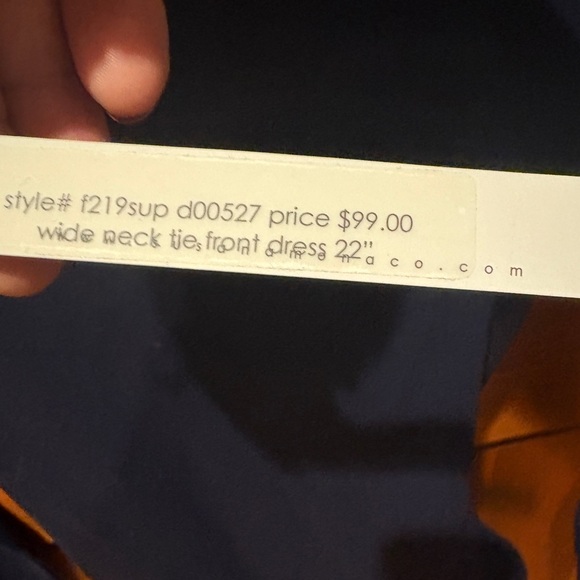 style# f219sup d00527 price $99.00
wide neck tie front dress 22"
a c o . c o m